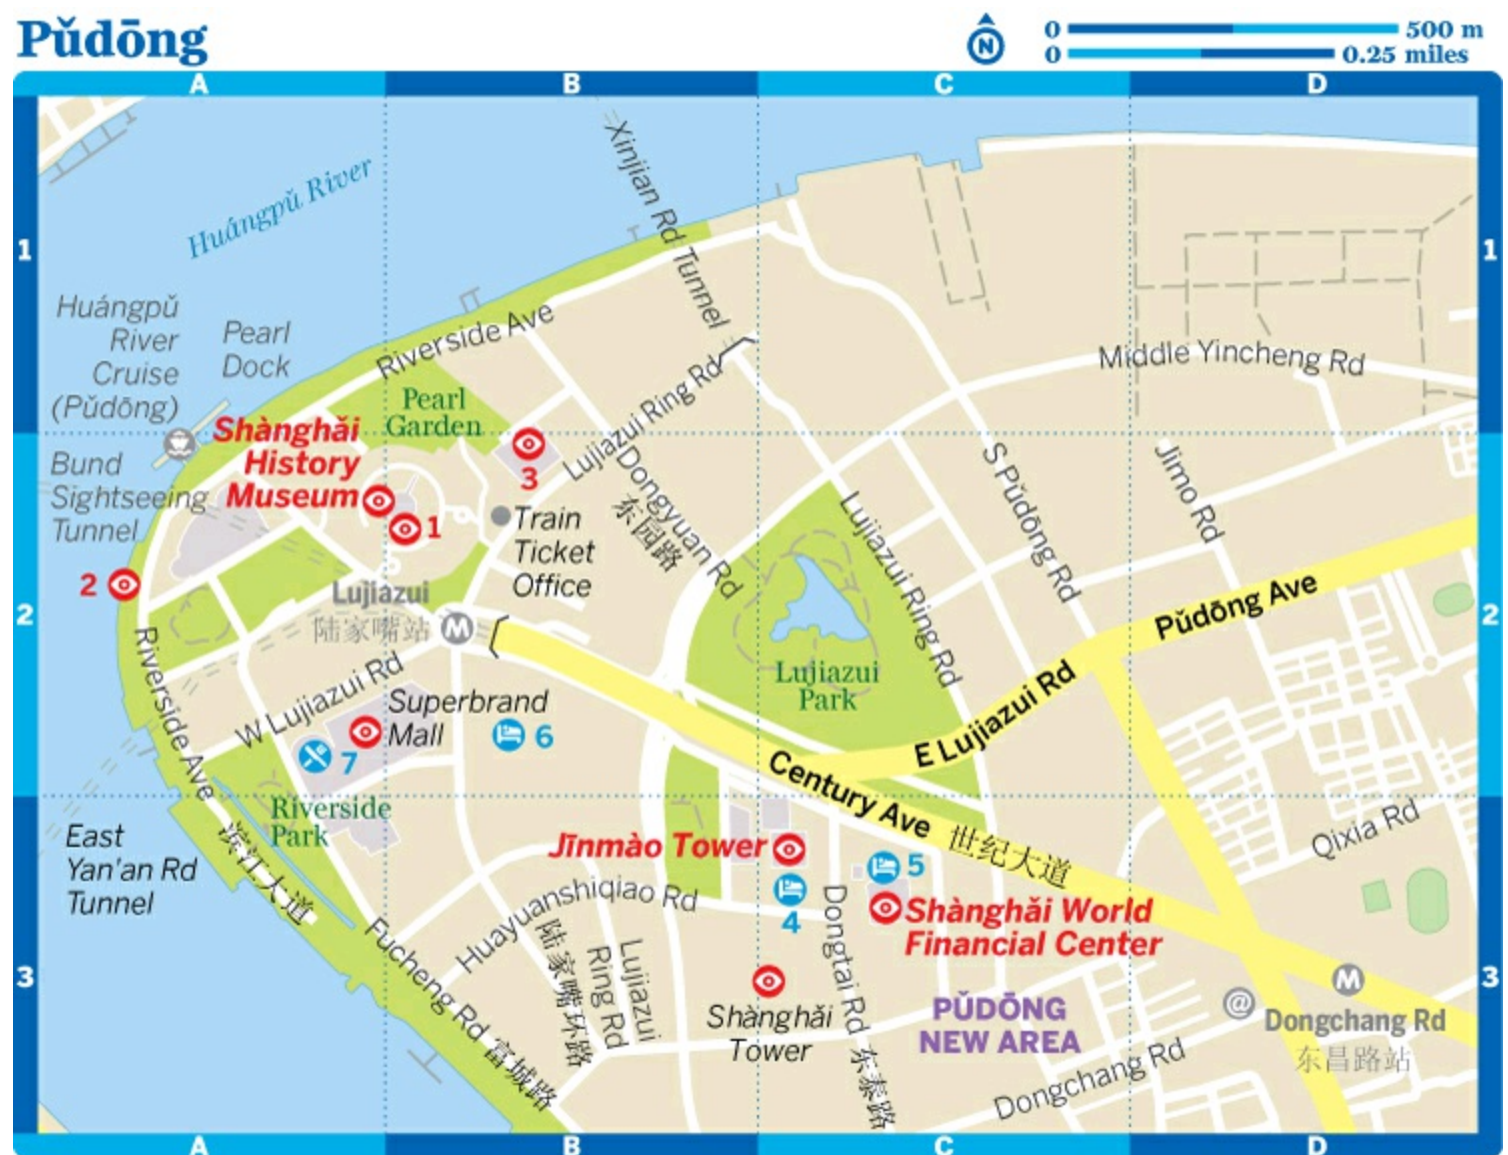 Pǔdōng
N
0
500 m
0
0.25 miles
A
B
C
D
1
1
Huángpǔ River
Xinjian Rd Tunnel
Huángpǔ
River
Cruise
(Pǔdōng)
Pearl
Dock
Riverside Ave
Pearl
Garden
Lujiazui Ring Rd
Middle Yincheng Rd
Shànghǎi
History
Museum
1
3
Bund
Sightseeing
Tunnel
Train
Ticket
Office
Dongyuan Rd
东园路
Lujiazui Ring Rd
S Pǔdōng Rd
Jimo Rd
2
2
2
Lujiazui
陆家嘴站
M
Pǔdōng Ave
Riverside Ave
W Lujiazui Rd
Superbrand
Mall
6
7
Lujiazui
Park
E Lujiazui Rd
Century Ave 世纪大道
Riverside
Park
滨江大道
East
Yan'an Rd
Tunnel
Jīnmào Tower
4
5
Shànghǎi World
Financial Center
Qixia Rd
Huayuanshiqiao Rd
Fucheng Rd 富城路
陆家嘴环路
Lujiazui
Ring Rd
Dongtai Rd 东泰路
3
3
Shànghǎi
Tower
PǓDŌNG
NEW AREA
@
M
Dongchang Rd
东昌路站
Dongchang Rd
A
B
C
D